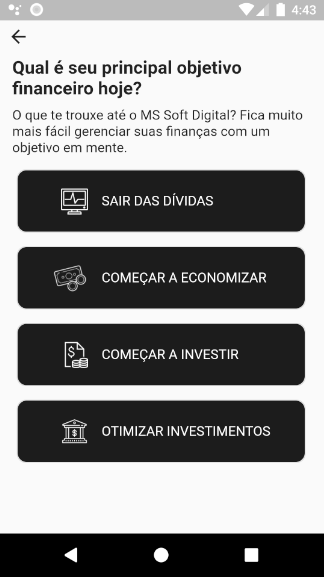 4:43
Qual é seu principal objetivo
financeiro hoje?
O que te trouxe até o MS Soft Digital? Fica muito
mais fácil gerenciar suas finanças com um
objetivo em mente.
SAIR DAS DÍVIDAS
COMEÇAR A ECONOMIZAR
COMEÇAR A INVESTIR
OTIMIZAR INVESTIMENTOS